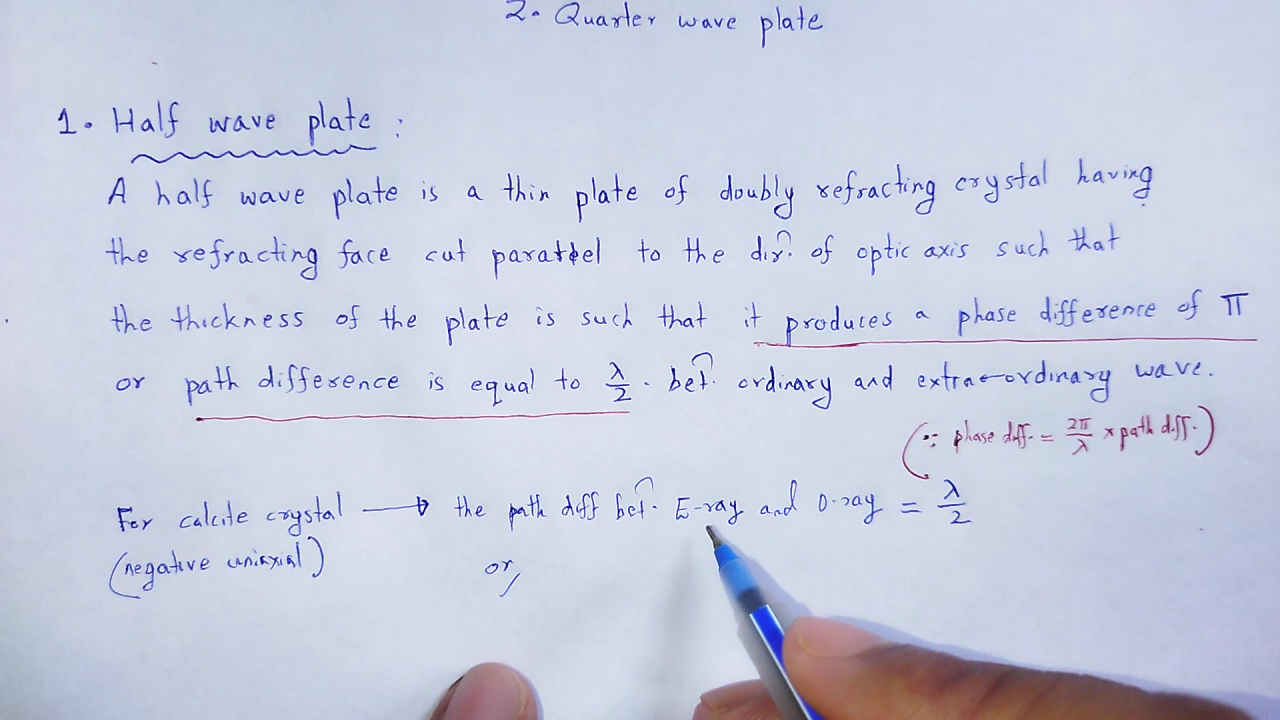 2. Quarter wave plate
1. Half wave plate :
A half wave plate is a thin plate of doubly refracting crystal having
the refracting face cut parallel to the dirⁿ. of optic axis such that
the thickness of the plate is such that it produces a phase difference of π
or path difference is equal to λ/2 . betⁿ. ordinary and extra-ordinary wave.
(∵ phase diff. = 2π/λ × path diff.)
For calcite crystal → the path diff betⁿ. E-ray and O-ray = λ/2
(negative uniaxial)
or,